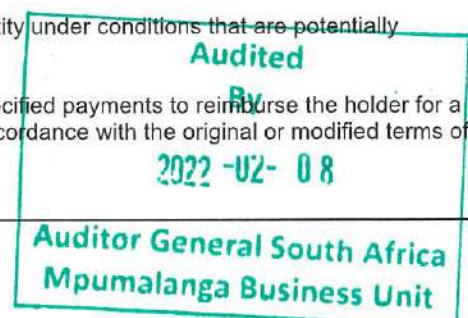 ity under conditions that are potentially
Audited
By
cified payments to reimburse the holder for a
cordance with the original or modified terms of
2022 -02- 08
Auditor General South Africa
Mpumalanga Business Unit